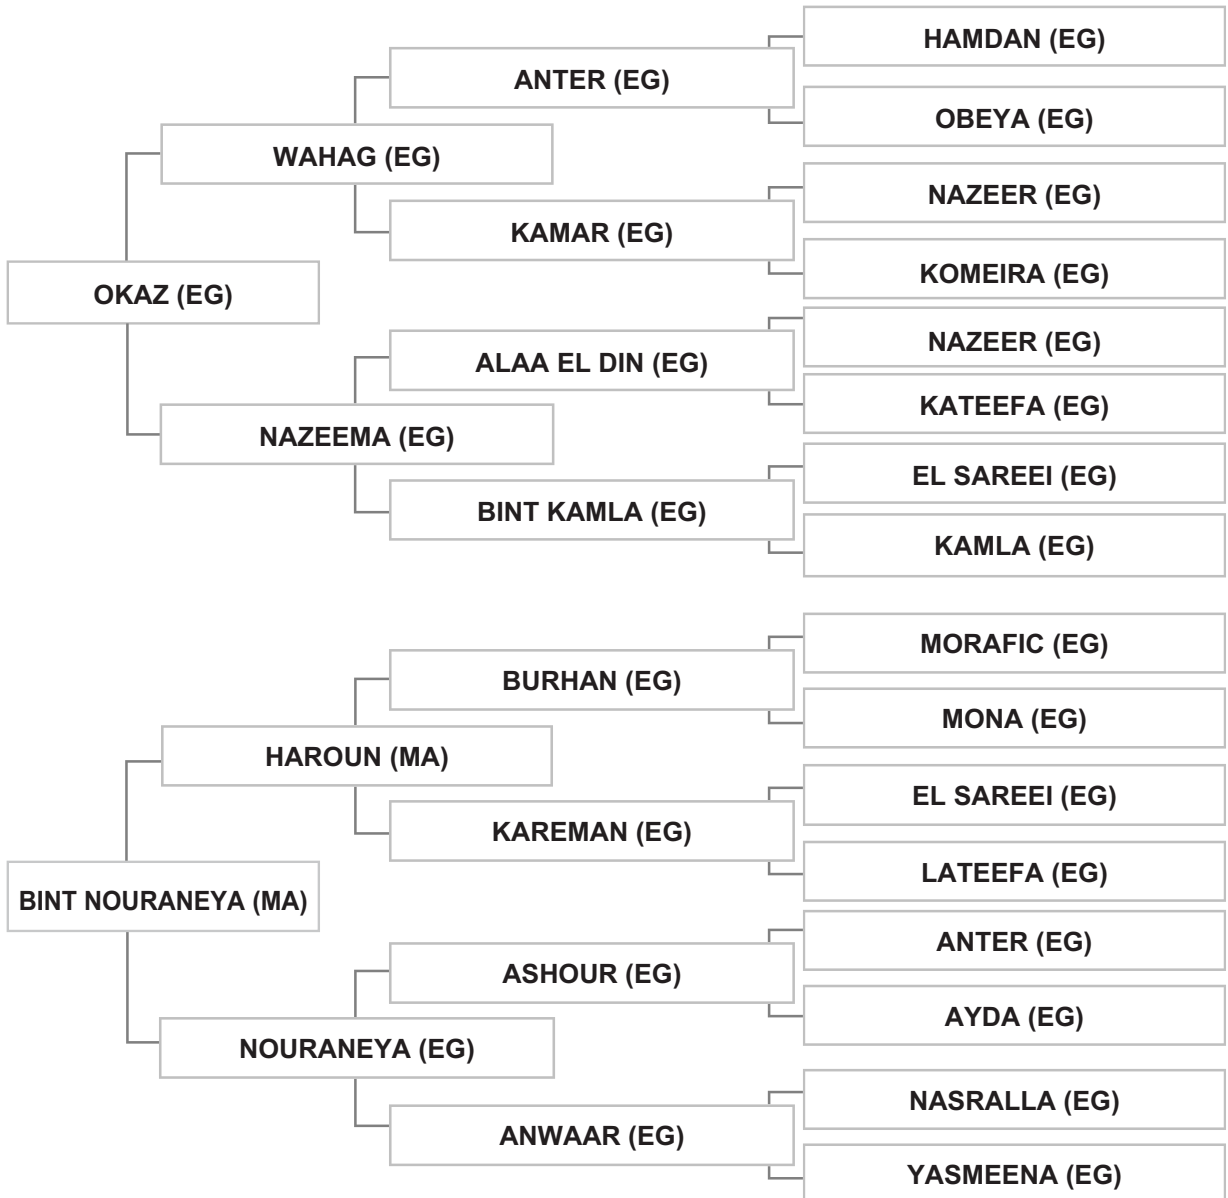 HAMDAN (EG)
ANTER (EG)
OBEYA (EG)
WAHAG (EG)
NAZEER (EG)
KAMAR (EG)
KOMEIRA (EG)
OKAZ (EG)
NAZEER (EG)
ALAA EL DIN (EG)
KATEEFA (EG)
NAZEEMA (EG)
EL SAREEI (EG)
BINT KAMLA (EG)
KAMLA (EG)
MORAFIC (EG)
BURHAN (EG)
MONA (EG)
HAROUN (MA)
EL SAREEI (EG)
KAREMAN (EG)
LATEEFA (EG)
BINT NOURANEYA (MA)
ANTER (EG)
ASHOUR (EG)
AYDA (EG)
NOURANEYA (EG)
NASRALLA (EG)
ANWAAR (EG)
YASMEENA (EG)